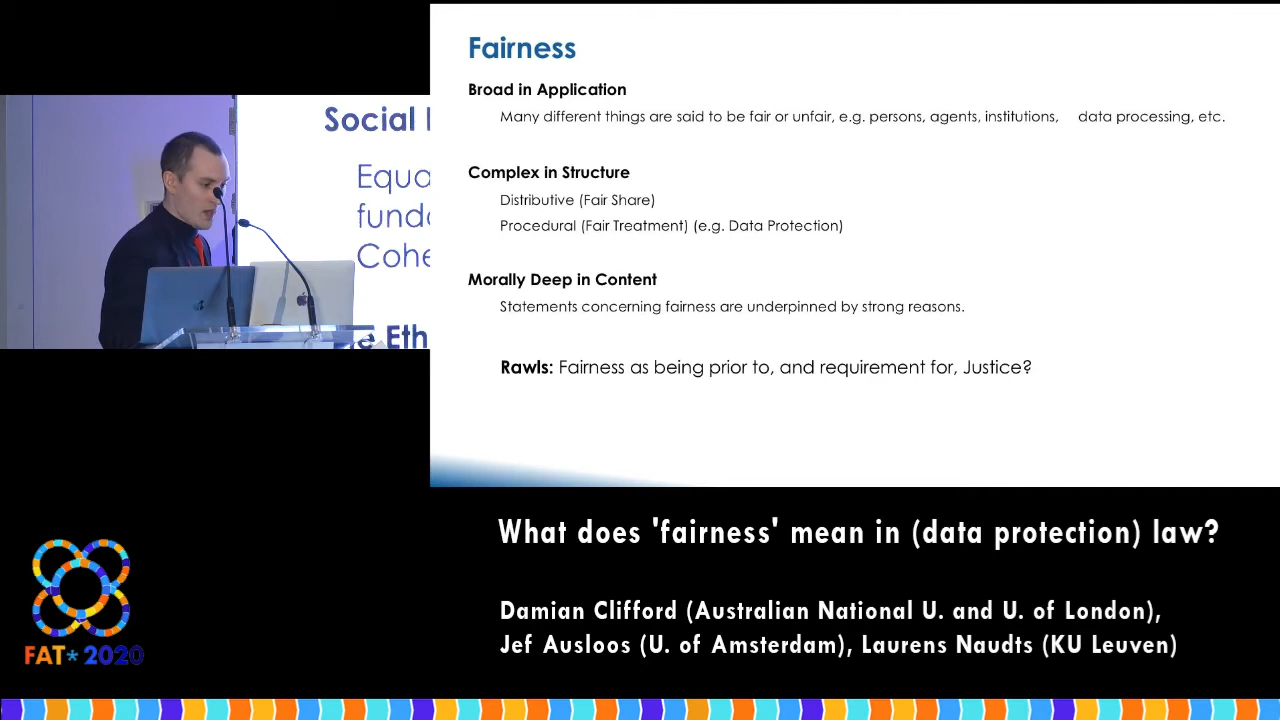 Fairness
Broad in Application
Many different things are said to be fair or unfair, e.g. persons, agents, institutions, data processing, etc.
Complex in Structure
Distributive (Fair Share)
Procedural (Fair Treatment) (e.g. Data Protection)
Morally Deep in Content
Statements concerning fairness are underpinned by strong reasons.
Rawls: Fairness as being prior to, and requirement for, Justice?
Social
Equa
funda
Cohe
e Eth
What does 'fairness' mean in (data protection) law?
Damian Clifford (Australian National U. and U. of London),
Jef Ausloos (U. of Amsterdam), Laurens Naudts (KU Leuven)
FAT* 2020